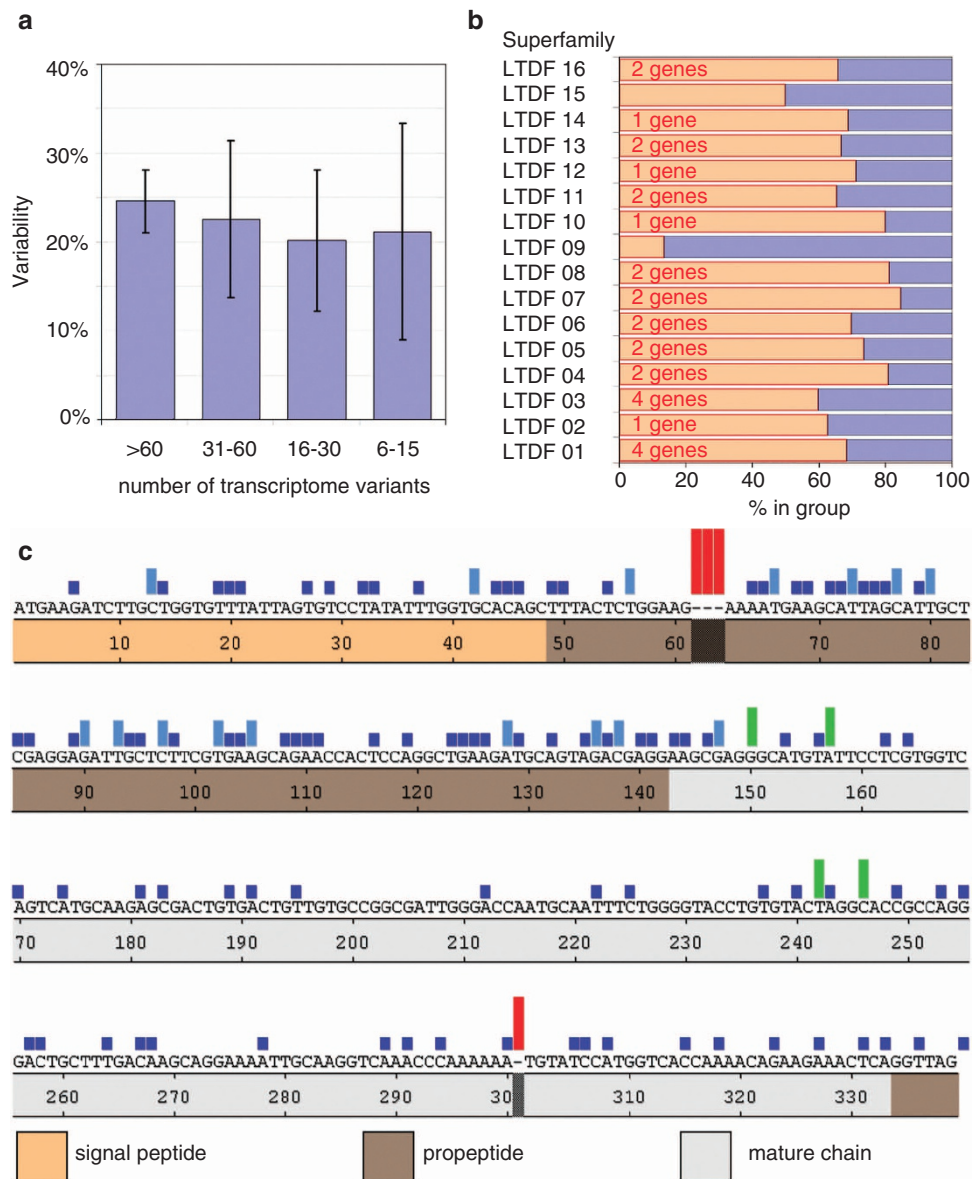 a
40%
30%
20%
10%
0%
Variability
>60 31-60 16-30 6-15
number of transcriptome variants
b
Superfamily
LTDF 16 2 genes
LTDF 15
LTDF 14 1 gene
LTDF 13 2 genes
LTDF 12 1 gene
LTDF 11 2 genes
LTDF 10 1 gene
LTDF 09
LTDF 08 2 genes
LTDF 07 2 genes
LTDF 06 2 genes
LTDF 05 2 genes
LTDF 04 2 genes
LTDF 03 4 genes
LTDF 02 1 gene
LTDF 01 4 genes
0 20 40 60 80 100
% in group
c
ATGAAGATCTTGCTGGTGTTTATTAGTGTCCTATATTTGGTGCACAGCTTTACTCTGGAAG---AAAATGAAGCATTAGCATTGCT
10 20 30 40 50 60 70 80
CGAGGAGATTGCTCTTCGTGAAGCAGAACCACTCCAGGCTGAAGATGCAGTAGACGAGGAAGCGAGGGCATGTATTCCTCGTGGTC
90 100 110 120 130 140 150 160
AGTCATGCAAGAGCGACTGTGACTGTTGTGCCGGCGATTGGGACCAATGCAATTTCTGGGGTACCTGTGTACTAGGCACCGCCAGG
70 180 190 200 210 220 230 240 250
GACTGCTTTGACAAGCAGGAAAATTGCAAGGTCAAACCCAAAAAA-TGTATCCATGGTCACCAAAACAGAAGAAACTCAGGTTAG
260 270 280 290 30 310 320 330
signal peptide propeptide mature chain